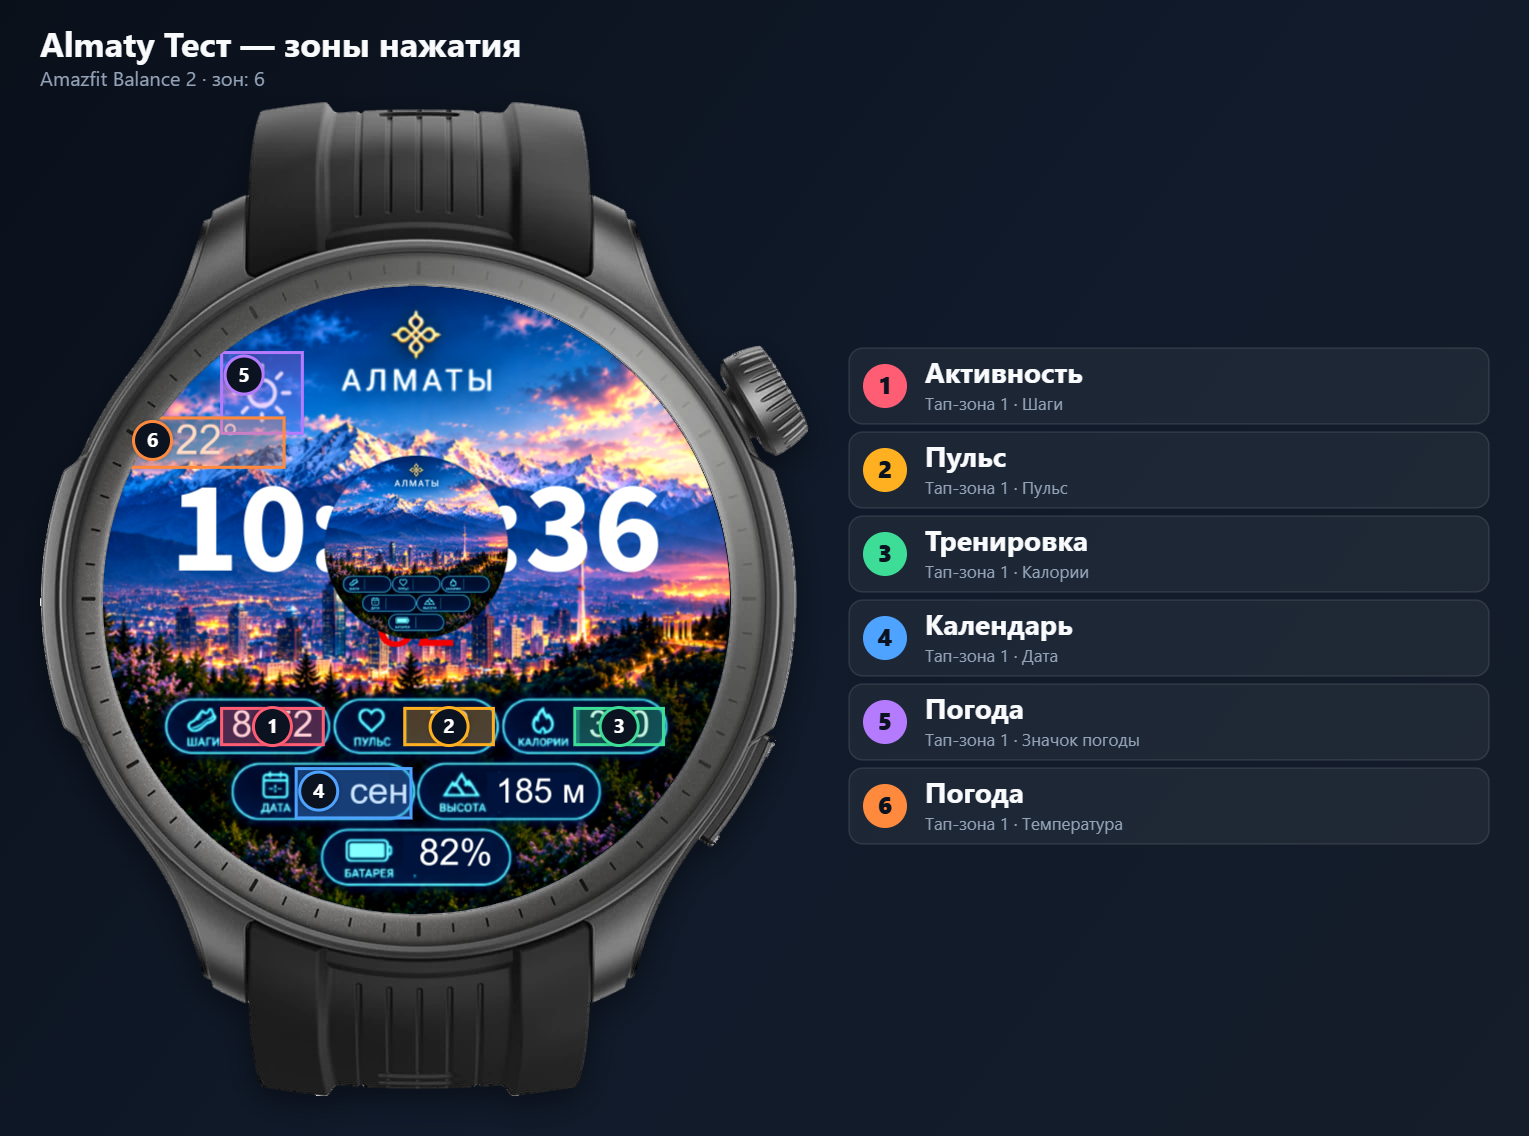 Almaty Тест — зоны нажатия
Amazfit Balance 2 · зон: 6
АЛМАТЫ
5
6
22°
10:
:36
АЛМАТЫ
ШАГИ
1
2
ПУЛЬС
2
КАЛОРИИ
3
ДАТА
4
сен
ВЫСОТА
185 м
БАТАРЕЯ
82%
1
Активность
Тап-зона 1 · Шаги
2
Пульс
Тап-зона 1 · Пульс
3
Тренировка
Тап-зона 1 · Калории
4
Календарь
Тап-зона 1 · Дата
5
Погода
Тап-зона 1 · Значок погоды
6
Погода
Тап-зона 1 · Температура